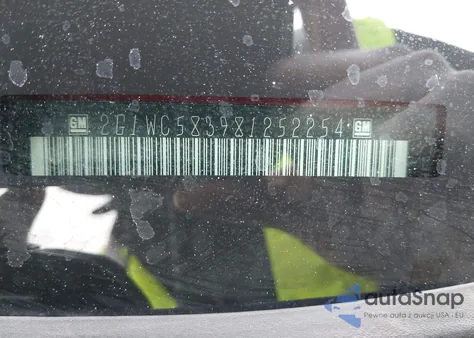 GM 2G1WC583981252254 GM
autoSnap
Pewne auta z aukcji USA - EU